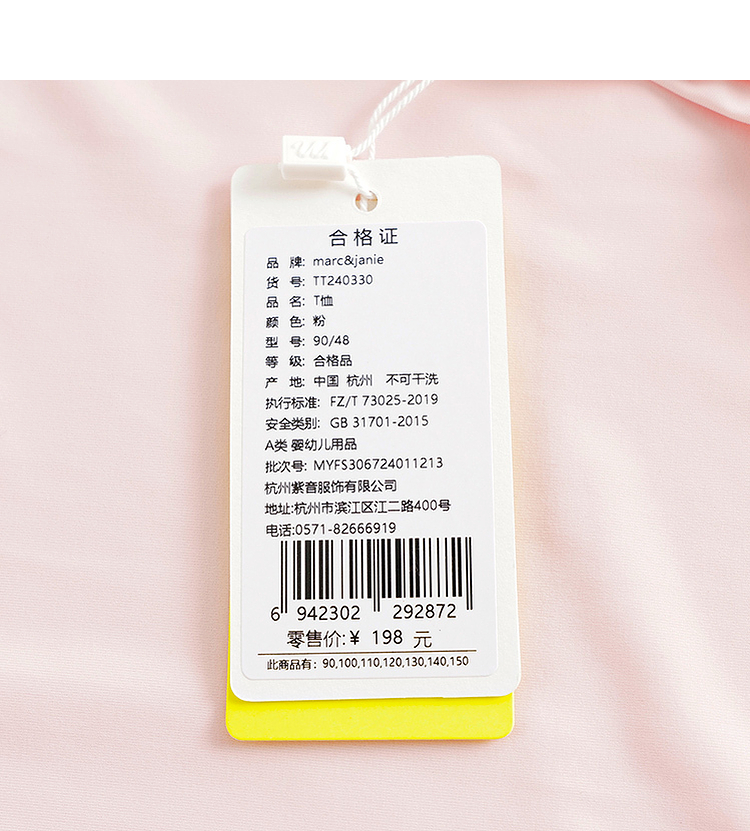 合格证
品 牌: marc&janie
货 号: TT240330
品 名: T恤
颜 色: 粉
型 号: 90/48
等 级: 合格品
产 地: 中国 杭州 不可干洗
执行标准: FZ/T 73025-2019
安全类别: GB 31701-2015
A类 婴幼儿用品
批次号: MYFS306724011213
杭州紫音服饰有限公司
地址:杭州市滨江区江二路400号
电话:0571-82666919
6 942302 292872
零售价:¥ 198 元
此商品有: 90,100,110,120,130,140,150